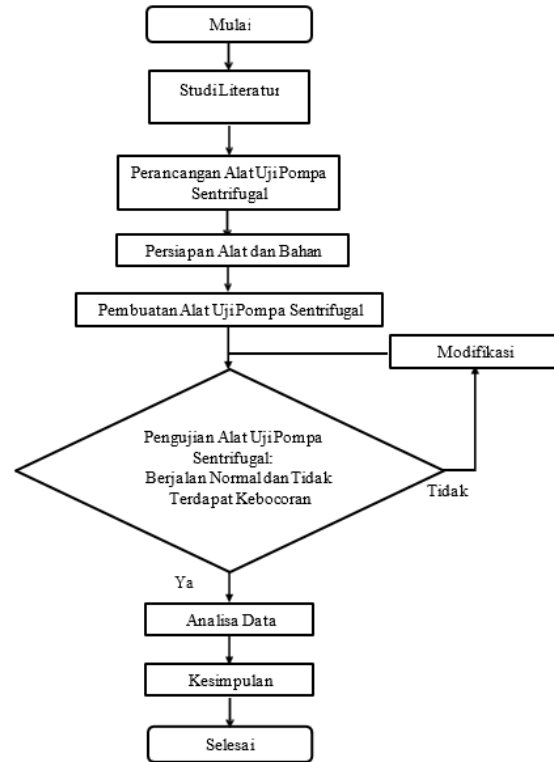 Mulai
Studi Literatur
Perancangan Alat Uji Pompa
Sentrifugal
Persiapan Alat dan Bahan
Pembuatan Alat Uji Pompa Sentrifugal
Modifikasi
Pengujian Alat Uji Pompa
Sentrifugal:
Berjalan Normal dan Tidak
Terdapat Kebocoran
Tidak
Ya
Analisa Data
Kesimpulan
Selesai